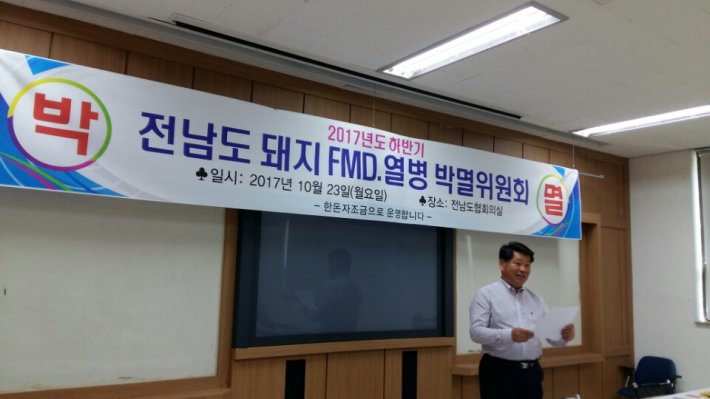 박
2017년도 하반기
전남도 돼지 FMD.열병 박멸위원회
♣일시: 2017년 10월 23일(월요일) ♣장소: 전남도협회의실
- 한돈자조금으로 운영합니다 -
멸